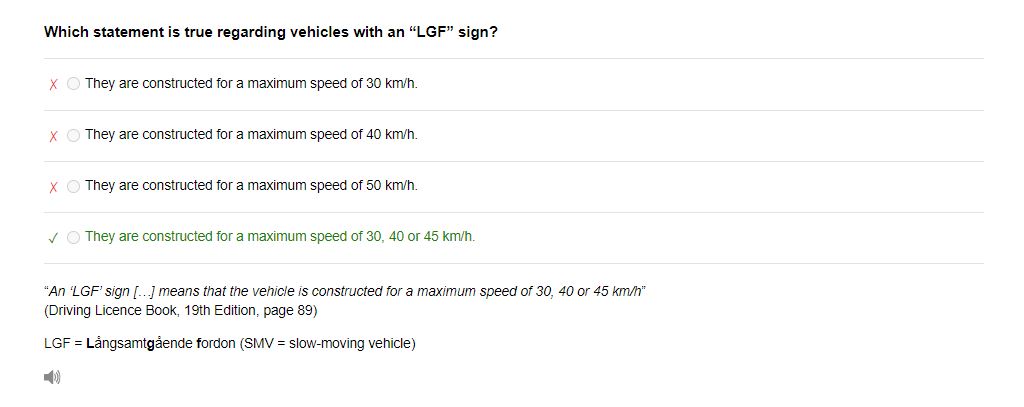 Which statement is true regarding vehicles with an “LGF” sign?
✗ They are constructed for a maximum speed of 30 km/h.
✗ They are constructed for a maximum speed of 40 km/h.
✗ They are constructed for a maximum speed of 50 km/h.
✓ They are constructed for a maximum speed of 30, 40 or 45 km/h.
“An ‘LGF’ sign [...] means that the vehicle is constructed for a maximum speed of 30, 40 or 45 km/h”
(Driving Licence Book, 19th Edition, page 89)
LGF = Långsamtgående fordon (SMV = slow-moving vehicle)